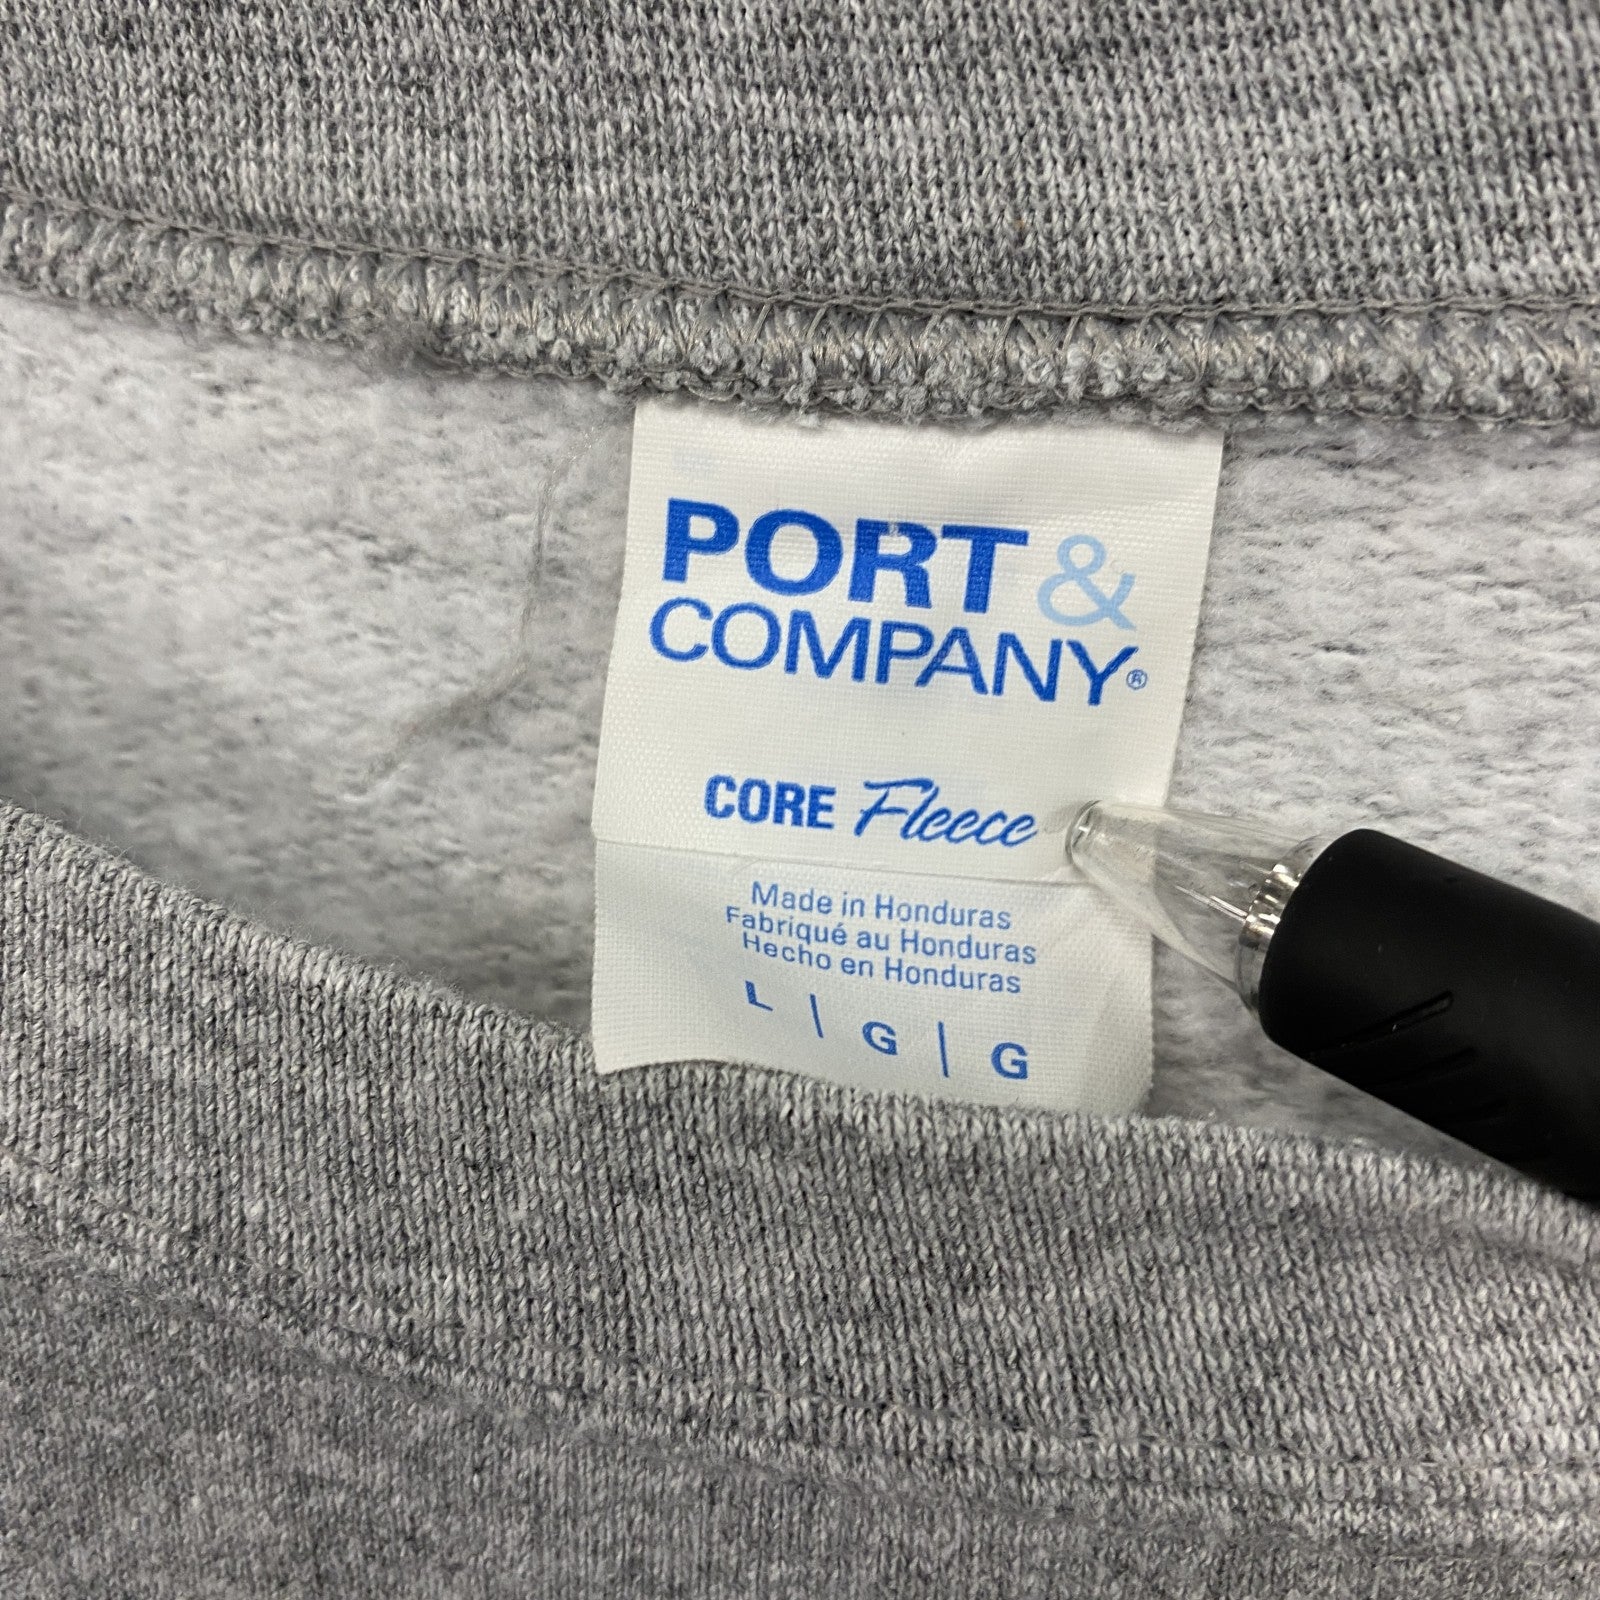 PORT &
COMPANY®
CORE Fleece
Made in Honduras
Fabriqué au Honduras
Hecho en Honduras
L | G | G